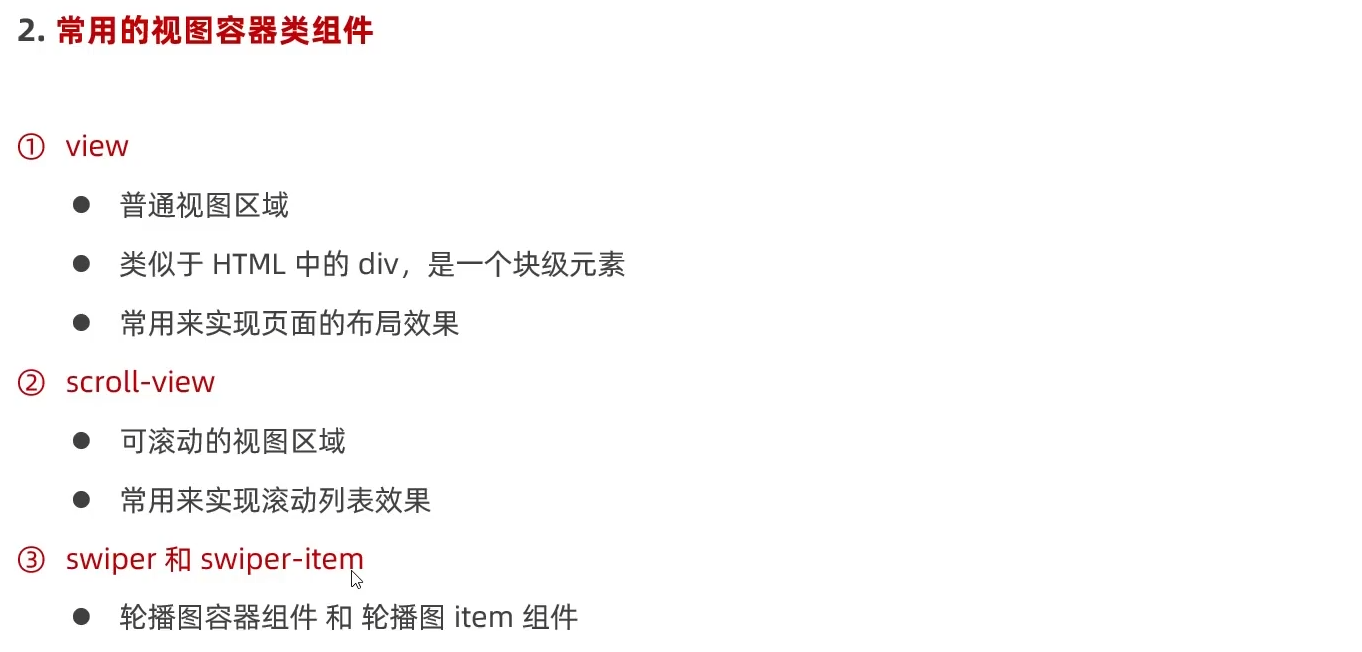 2. 常用的视图容器类组件
① view
● 普通视图区域
● 类似于 HTML 中的 div，是一个块级元素
● 常用来实现页面的布局效果
② scroll-view
● 可滚动的视图区域
● 常用来实现滚动列表效果
③ swiper 和 swiper-item
● 轮播图容器组件 和 轮播图 item 组件